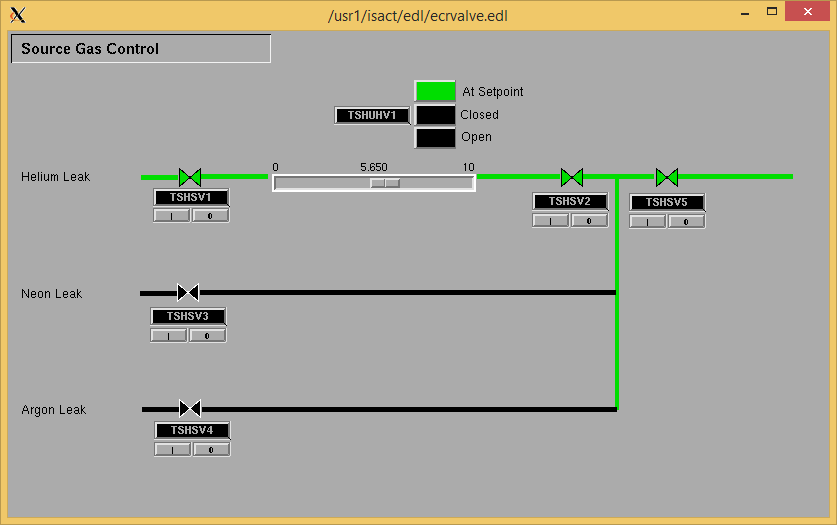 /usr1/isact/edl/ecrvalve.edl
Source Gas Control
At Setpoint
TSHUHV1 Closed
Open
0 5.650 10
Helium Leak
TSHSV1 TSHSV2 TSHSV5
| 0 | 0 | 0
Neon Leak
TSHSV3
| 0
Argon Leak
TSHSV4
| 0